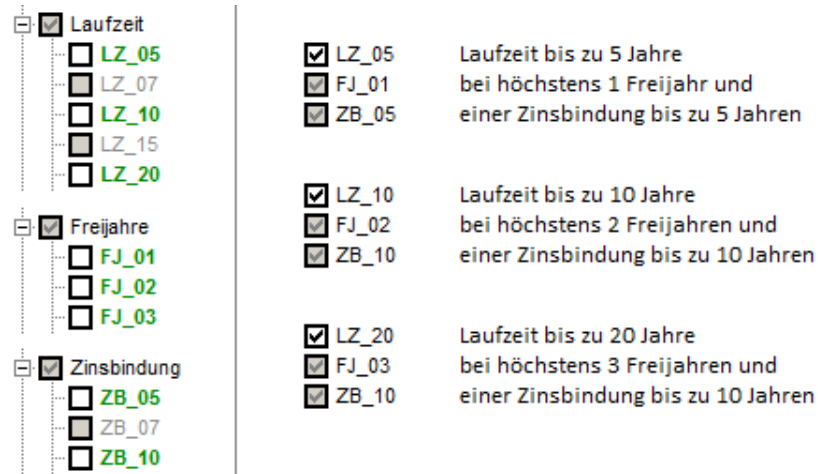 Laufzeit
LZ_05
LZ_07
LZ_10
LZ_15
LZ_20
Freijahre
FJ_01
FJ_02
FJ_03
Zinsbindung
ZB_05
ZB_07
ZB_10
LZ_05 Laufzeit bis zu 5 Jahre
FJ_01 bei höchstens 1 Freijahr und
ZB_05 einer Zinsbindung bis zu 5 Jahren
LZ_10 Laufzeit bis zu 10 Jahre
FJ_02 bei höchstens 2 Freijahren und
ZB_10 einer Zinsbindung bis zu 10 Jahren
LZ_20 Laufzeit bis zu 20 Jahre
FJ_03 bei höchstens 3 Freijahren und
ZB_10 einer Zinsbindung bis zu 10 Jahren